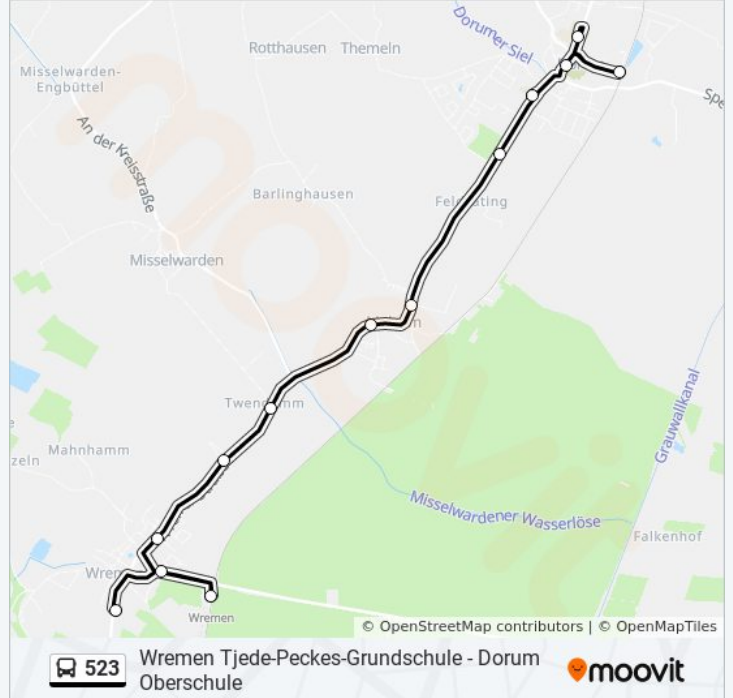 Dorumer Siel
Rotthausen
Themeln
Misselwarden-
Engbüttel
An der Kreisstraße
Barlinghausen
Misselwarden
Grauwallkanal
Mahnhamm
Misselwardener Wasserlöse
Falkenhof
Wremen
© OpenStreetMap contributors | © OpenMapTiles
523
Wremen Tjede-Peckes-Grundschule - Dorum
Oberschule
moovit
moovit